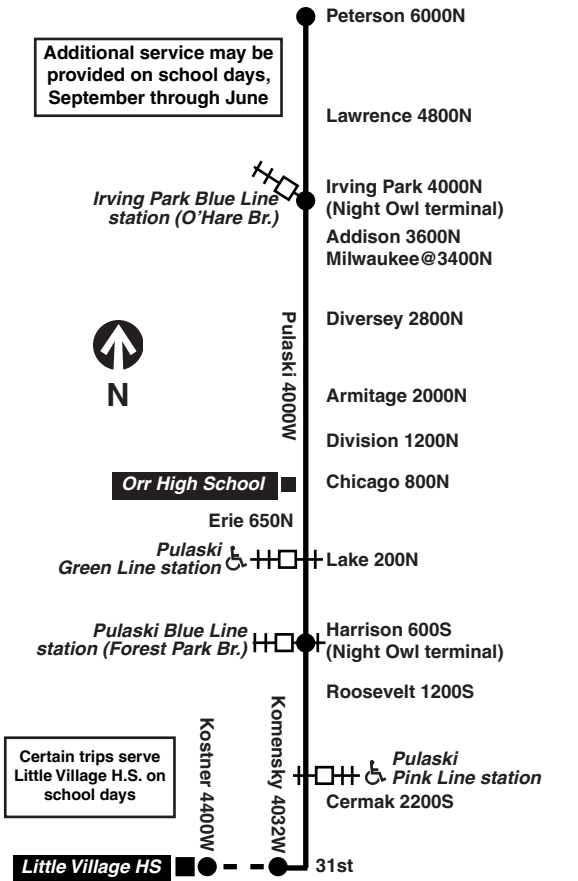 Peterson 6000N
Additional service may be
provided on school days,
September through June
Lawrence 4800N
Irving Park Blue Line
station (O'Hare Br.)
Irving Park 4000N
(Night Owl terminal)
Addison 3600N
Milwaukee@3400N
Diversey 2800N
Pulaski 4000W
N
Armitage 2000N
Division 1200N
Orr High School
Chicago 800N
Erie 650N
Pulaski
Green Line station
Lake 200N
Pulaski Blue Line
station (Forest Park Br.)
Harrison 600S
(Night Owl terminal)
Roosevelt 1200S
Komensky 4032W
Kostner 4400W
Certain trips serve
Little Village H.S. on
school days
Pulaski
Pink Line station
Cermak 2200S
Little Village HS
31st